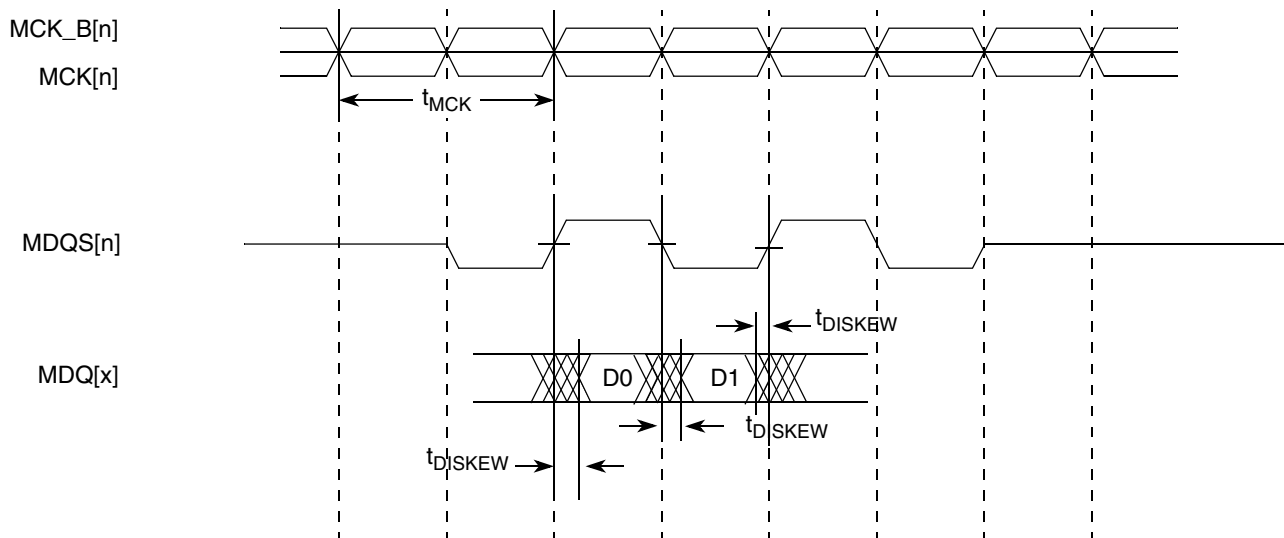 MCK_B[n]
MCK[n]
tMCK
MDQS[n]
tDISKEW
MDQ[x]
D0
D1
tDISKEW
tDISKEW